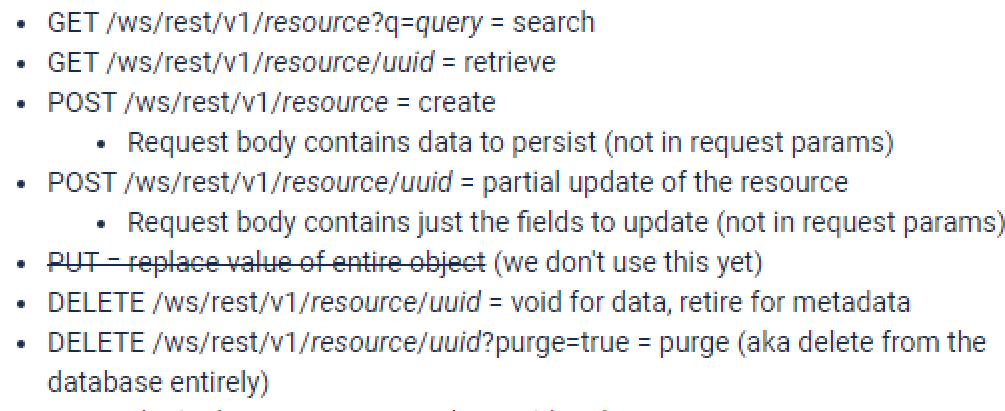 • GET /ws/rest/v1/resource?q=query = search
• GET /ws/rest/v1/resource/uuid = retrieve
• POST /ws/rest/v1/resource = create
• Request body contains data to persist (not in request params)
• POST /ws/rest/v1/resource/uuid = partial update of the resource
• Request body contains just the fields to update (not in request params)
• PUT = replace value of entire object (we don't use this yet)
• DELETE /ws/rest/v1/resource/uuid = void for data, retire for metadata
• DELETE /ws/rest/v1/resource/uuid?purge=true = purge (aka delete from the
database entirely)